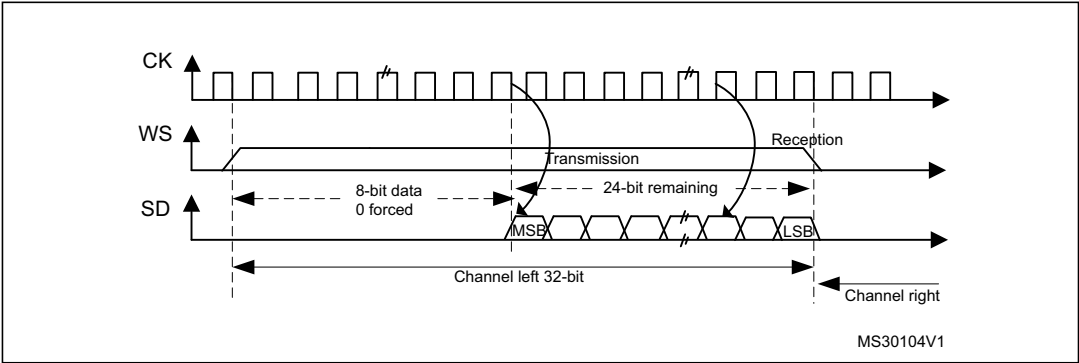 CK
WS
Reception
Transmission
8-bit data
0 forced
24-bit remaining
SD
MSB
LSB
Channel left 32-bit
Channel right
MS30104V1